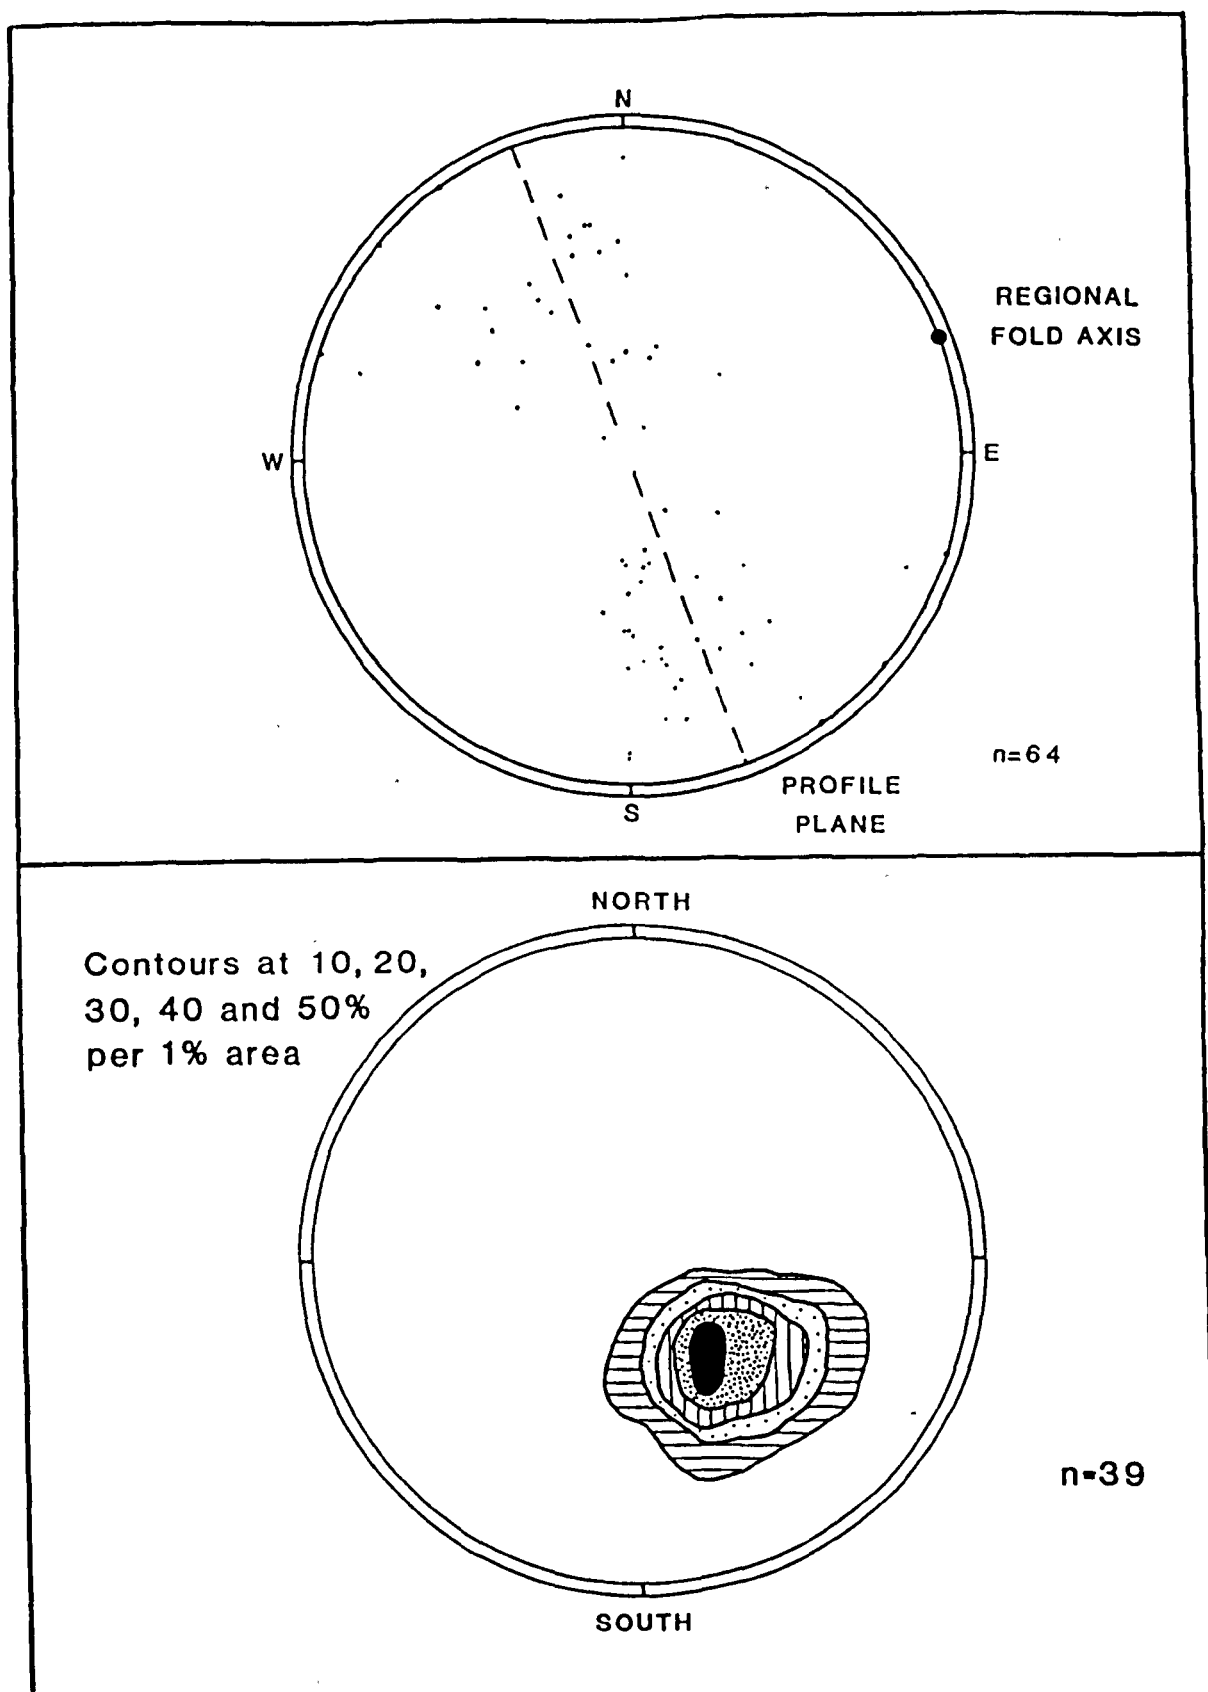 N
REGIONAL
FOLD AXIS
W
E
n=64
PROFILE
PLANE
S
NORTH
Contours at 10, 20,
30, 40 and 50%
per 1% area
n=39
SOUTH